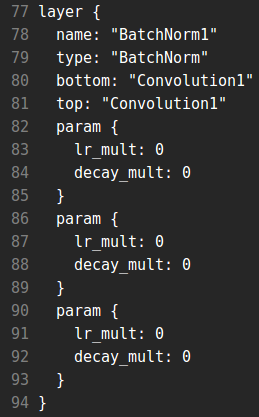 77 layer {
78   name: "BatchNorm1"
79   type: "BatchNorm"
80   bottom: "Convolution1"
81   top: "Convolution1"
82   param {
83     lr_mult: 0
84     decay_mult: 0
85   }
86   param {
87     lr_mult: 0
88     decay_mult: 0
89   }
90   param {
91     lr_mult: 0
92     decay_mult: 0
93   }
94 }